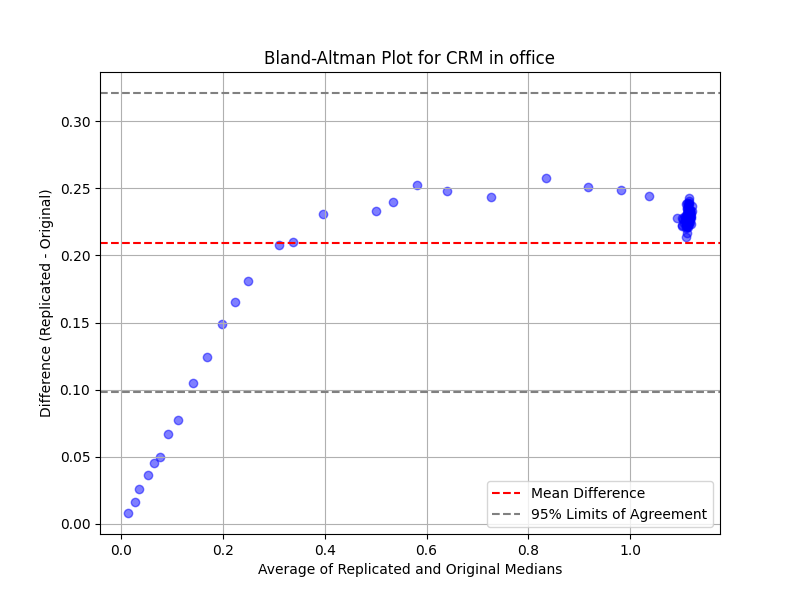 Bland-Altman Plot for CRM in office
Difference (Replicated - Original)
0.30
0.25
0.20
0.15
0.10
0.05
0.00
0.0 0.2 0.4 0.6 0.8 1.0
Average of Replicated and Original Medians
Mean Difference
95% Limits of Agreement